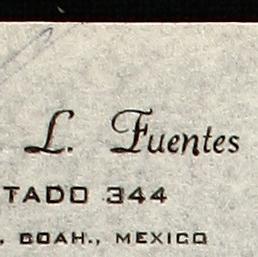 L. Fuentes
TADO 344
, COAH., MEXICO